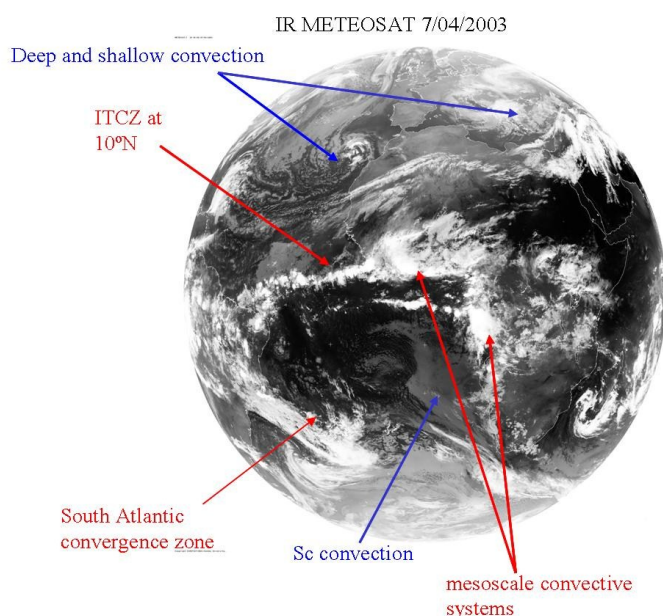 IR METEOSAT 7/04/2003
Deep and shallow convection
ITCZ at
10ºN
South Atlantic
convergence zone
Sc convection
mesoscale convective
systems